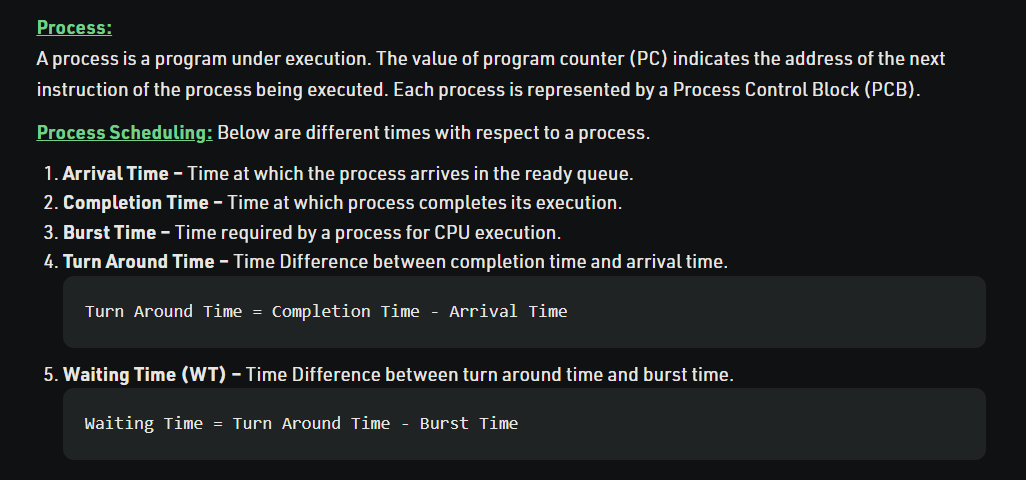 Process:
A process is a program under execution. The value of program counter (PC) indicates the address of the next
instruction of the process being executed. Each process is represented by a Process Control Block (PCB).
Process Scheduling: Below are different times with respect to a process.
1. Arrival Time – Time at which the process arrives in the ready queue.
2. Completion Time – Time at which process completes its execution.
3. Burst Time – Time required by a process for CPU execution.
4. Turn Around Time – Time Difference between completion time and arrival time.
Turn Around Time = Completion Time - Arrival Time
5. Waiting Time (WT) – Time Difference between turn around time and burst time.
Waiting Time = Turn Around Time - Burst Time